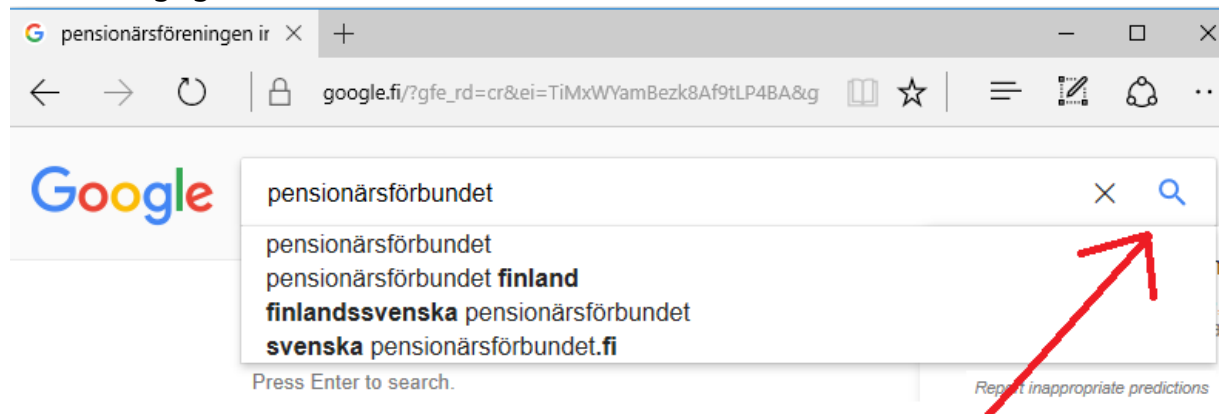 pensionärsföreningen ir
google.fi/?gfe_rd=cr&ei=TiMxWYamBezk8Af9tLP4BA&g
Google pensionärsförbundet
pensionärsförbundet
pensionärsförbundet finland
finlandssvenska pensionärsförbundet
svenska pensionärsförbundet.fi
Press Enter to search.
Report inappropriate predictions